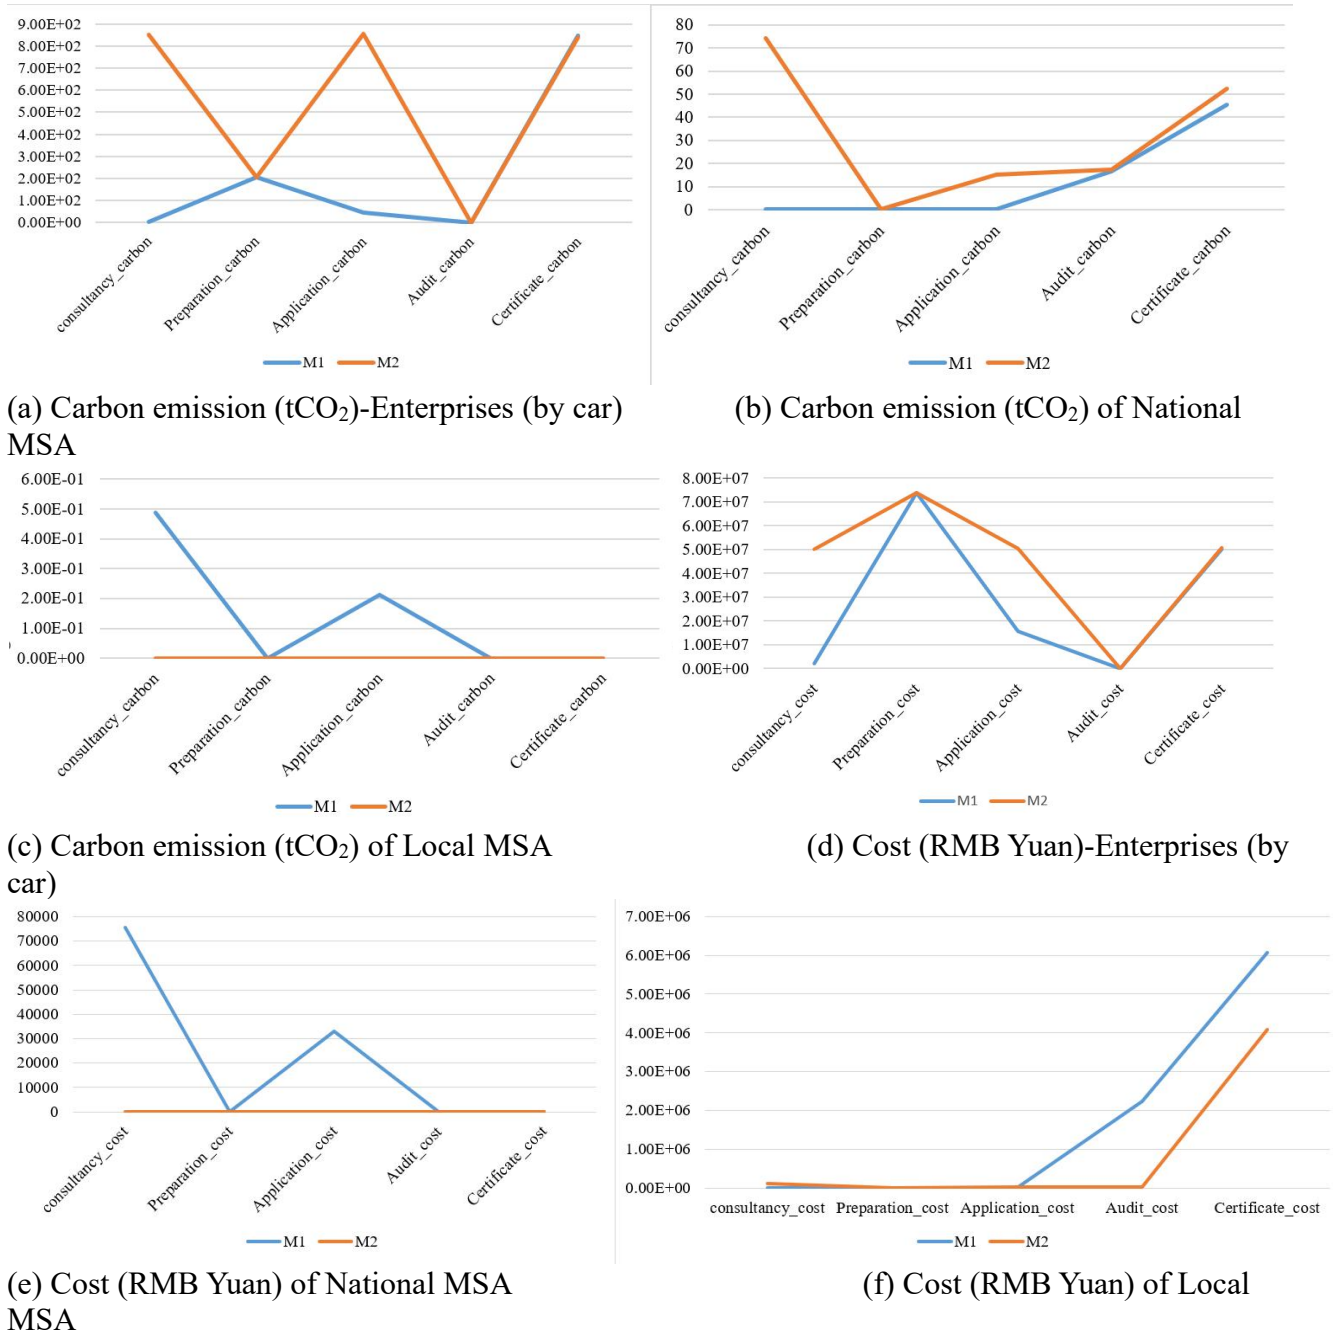 9.00E+02
8.00E+02
7.00E+02
6.00E+02
5.00E+02
4.00E+02
3.00E+02
2.00E+02
1.00E+02
0.00E+00
consultancy_carbon
Preparation_carbon
Application_carbon
Audit_carbon
Certificate_carbon
M1 M2
80
70
60
50
40
30
20
10
0
consultancy_carbon
Preparation_carbon
Application_carbon
Audit_carbon
Certificate_carbon
M1 M2
(a) Carbon emission (tCO₂)-Enterprises (by car) (b) Carbon emission (tCO₂) of National
MSA
6.00E-01
5.00E-01
4.00E-01
3.00E-01
2.00E-01
1.00E-01
0.00E+00
consultancy_carbon
Preparation_carbon
Application_carbon
Audit_carbon
Certificate_carbon
M1 M2
8.00E+07
7.00E+07
6.00E+07
5.00E+07
4.00E+07
3.00E+07
2.00E+07
1.00E+07
0.00E+00
consultancy_cost
Preparation_cost
Application_cost
Audit_cost
Certificate_cost
M1 M2
(c) Carbon emission (tCO₂) of Local MSA (d) Cost (RMB Yuan)-Enterprises (by
car)
80000
70000
60000
50000
40000
30000
20000
10000
0
consultancy_cost
Preparation_cost
Application_cost
Audit_cost
Certificate_cost
M1 M2
7.00E+06
6.00E+06
5.00E+06
4.00E+06
3.00E+06
2.00E+06
1.00E+06
0.00E+00
consultancy_cost Preparation_cost Application_cost Audit_cost Certificate_cost
M1 M2
(e) Cost (RMB Yuan) of National MSA (f) Cost (RMB Yuan) of Local
MSA